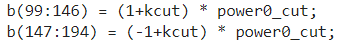 b(99:146) = (1+kcut) * power0_cut;
b(147:194) = (-1+kcut) * power0_cut;